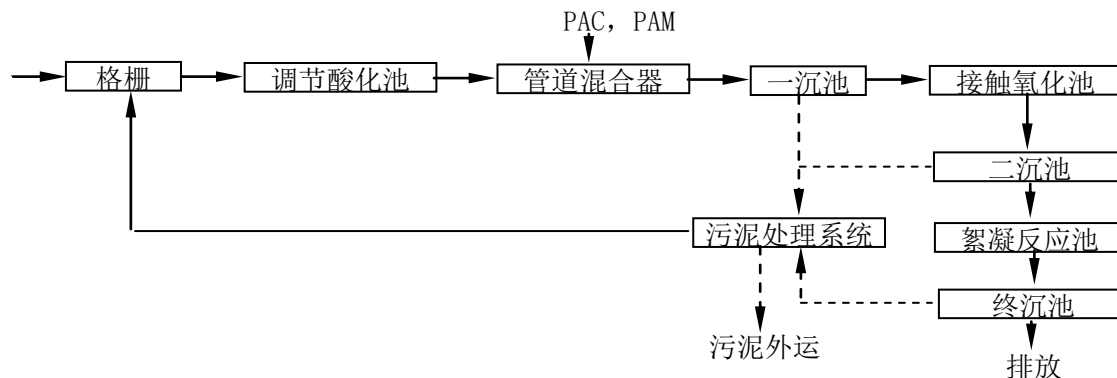 PAC，PAM
格栅
调节酸化池
管道混合器
一沉池
接触氧化池
二沉池
污泥处理系统
絮凝反应池
终沉池
污泥外运
排放